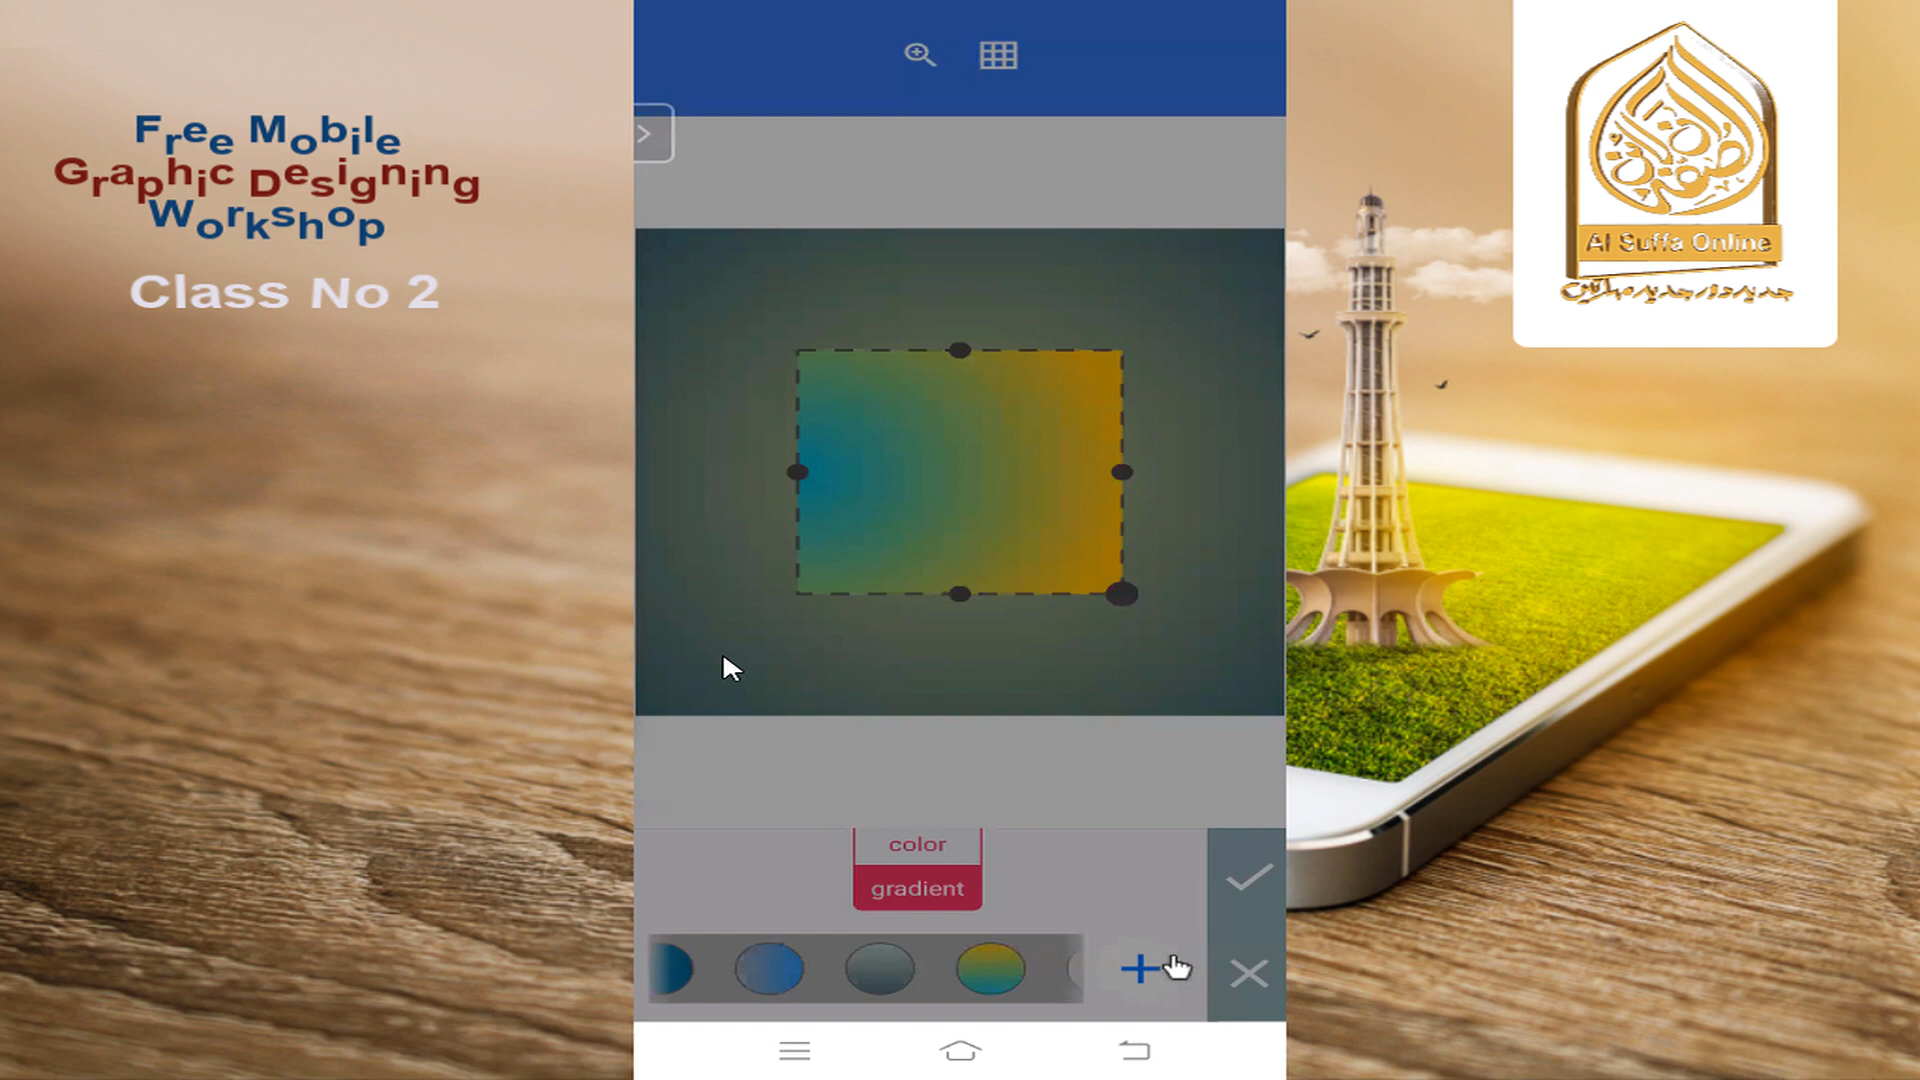 Free Mobile
Graphic Designing
Workshop
Class No 2
Al Suffa Online
color
gradient